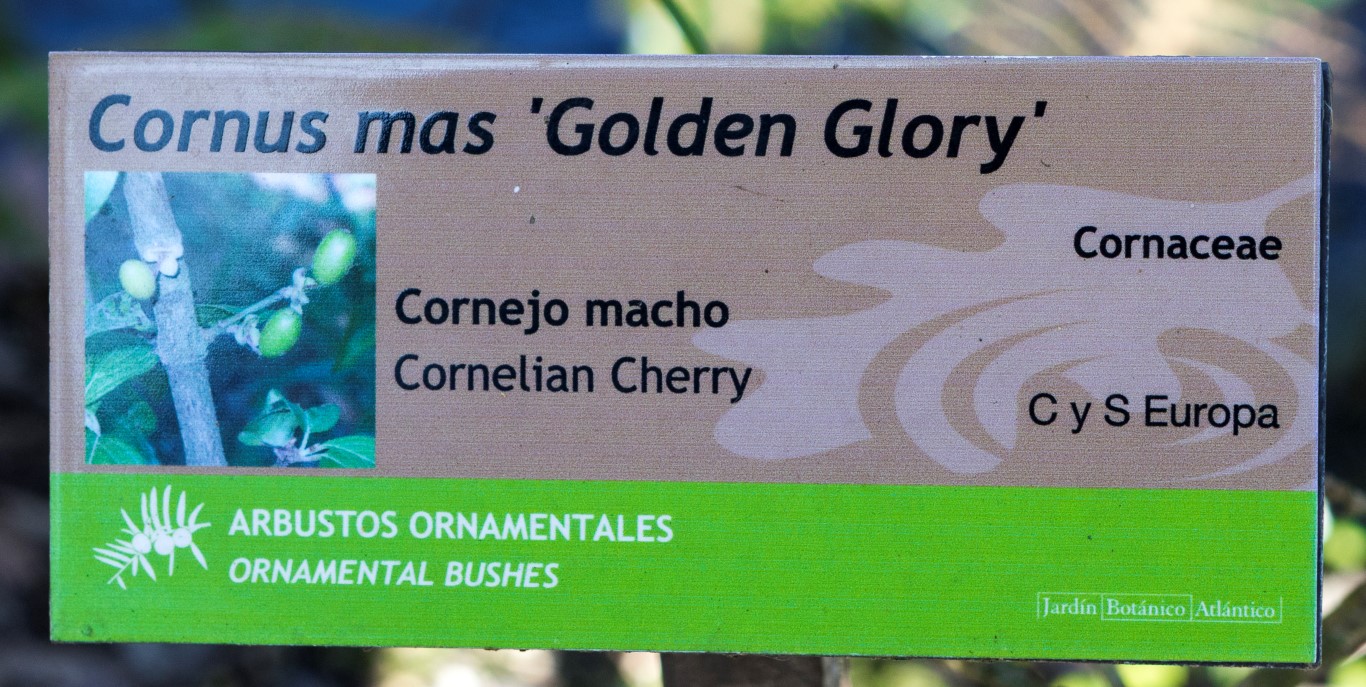 Cornus mas 'Golden Glory'
Cornaceae
Cornejo macho
Cornelian Cherry
C y S Europa
ARBUSTOS ORNAMENTALES
ORNAMENTAL BUSHES
Jardín Botánico Atlántico